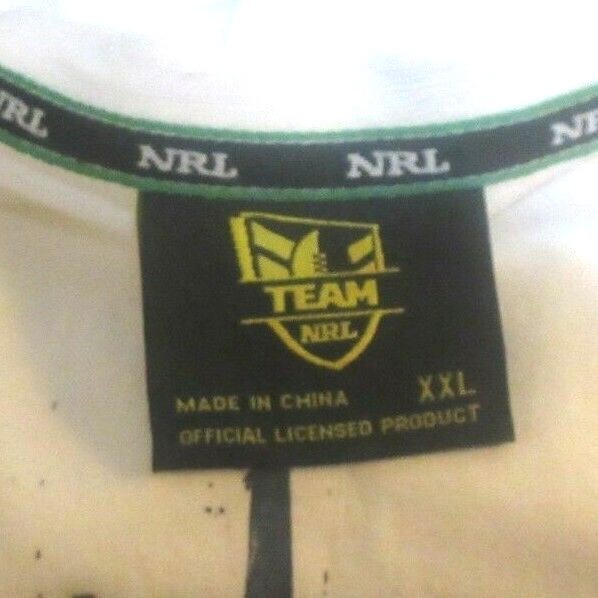 NRL NRL NRL NRL
TEAM
NRL
MADE IN CHINA XXL
OFFICIAL LICENSED PRODUCT